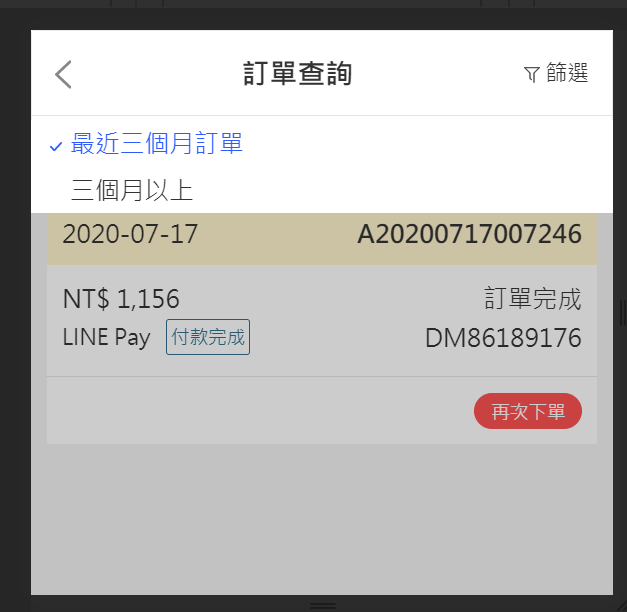 訂單查詢 篩選
最近三個月訂單
三個月以上
2020-07-17 A20200717007246
NT$ 1,156 訂單完成
LINE Pay 付款完成 DM86189176
再次下單